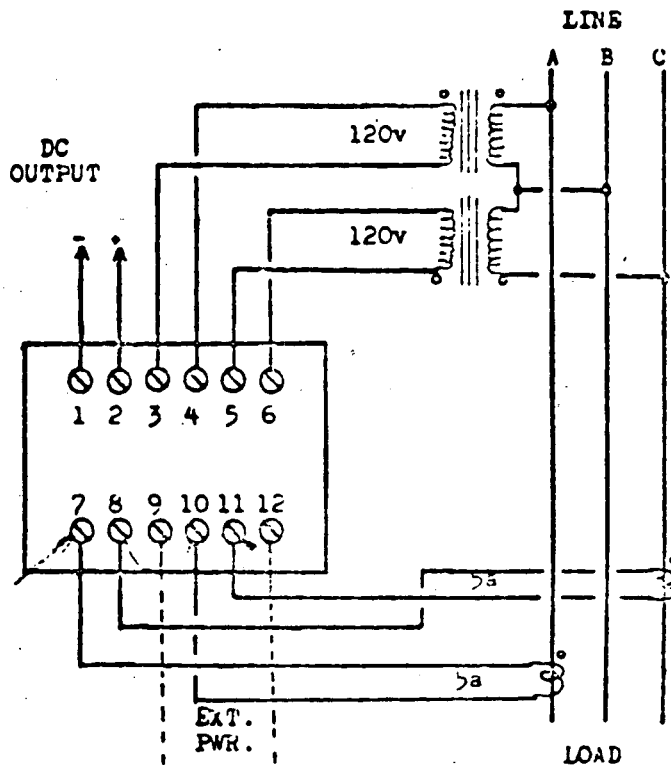 LINE
A B C
120v
DC
OUTPUT
120v
- +
1 2 3 4 5 6
7 8 9 10 11 12
5a
5a
EXT.
PWR.
LOAD